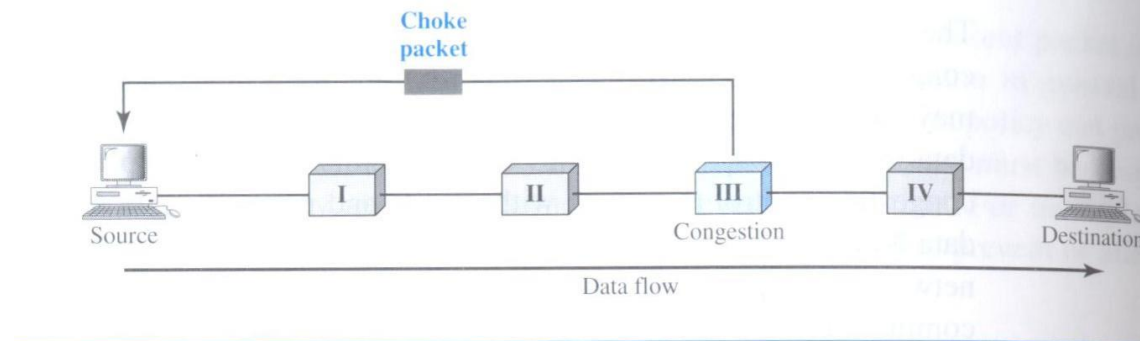 Choke
packet
I
II
III
IV
Source
Congestion
Destination
Data flow